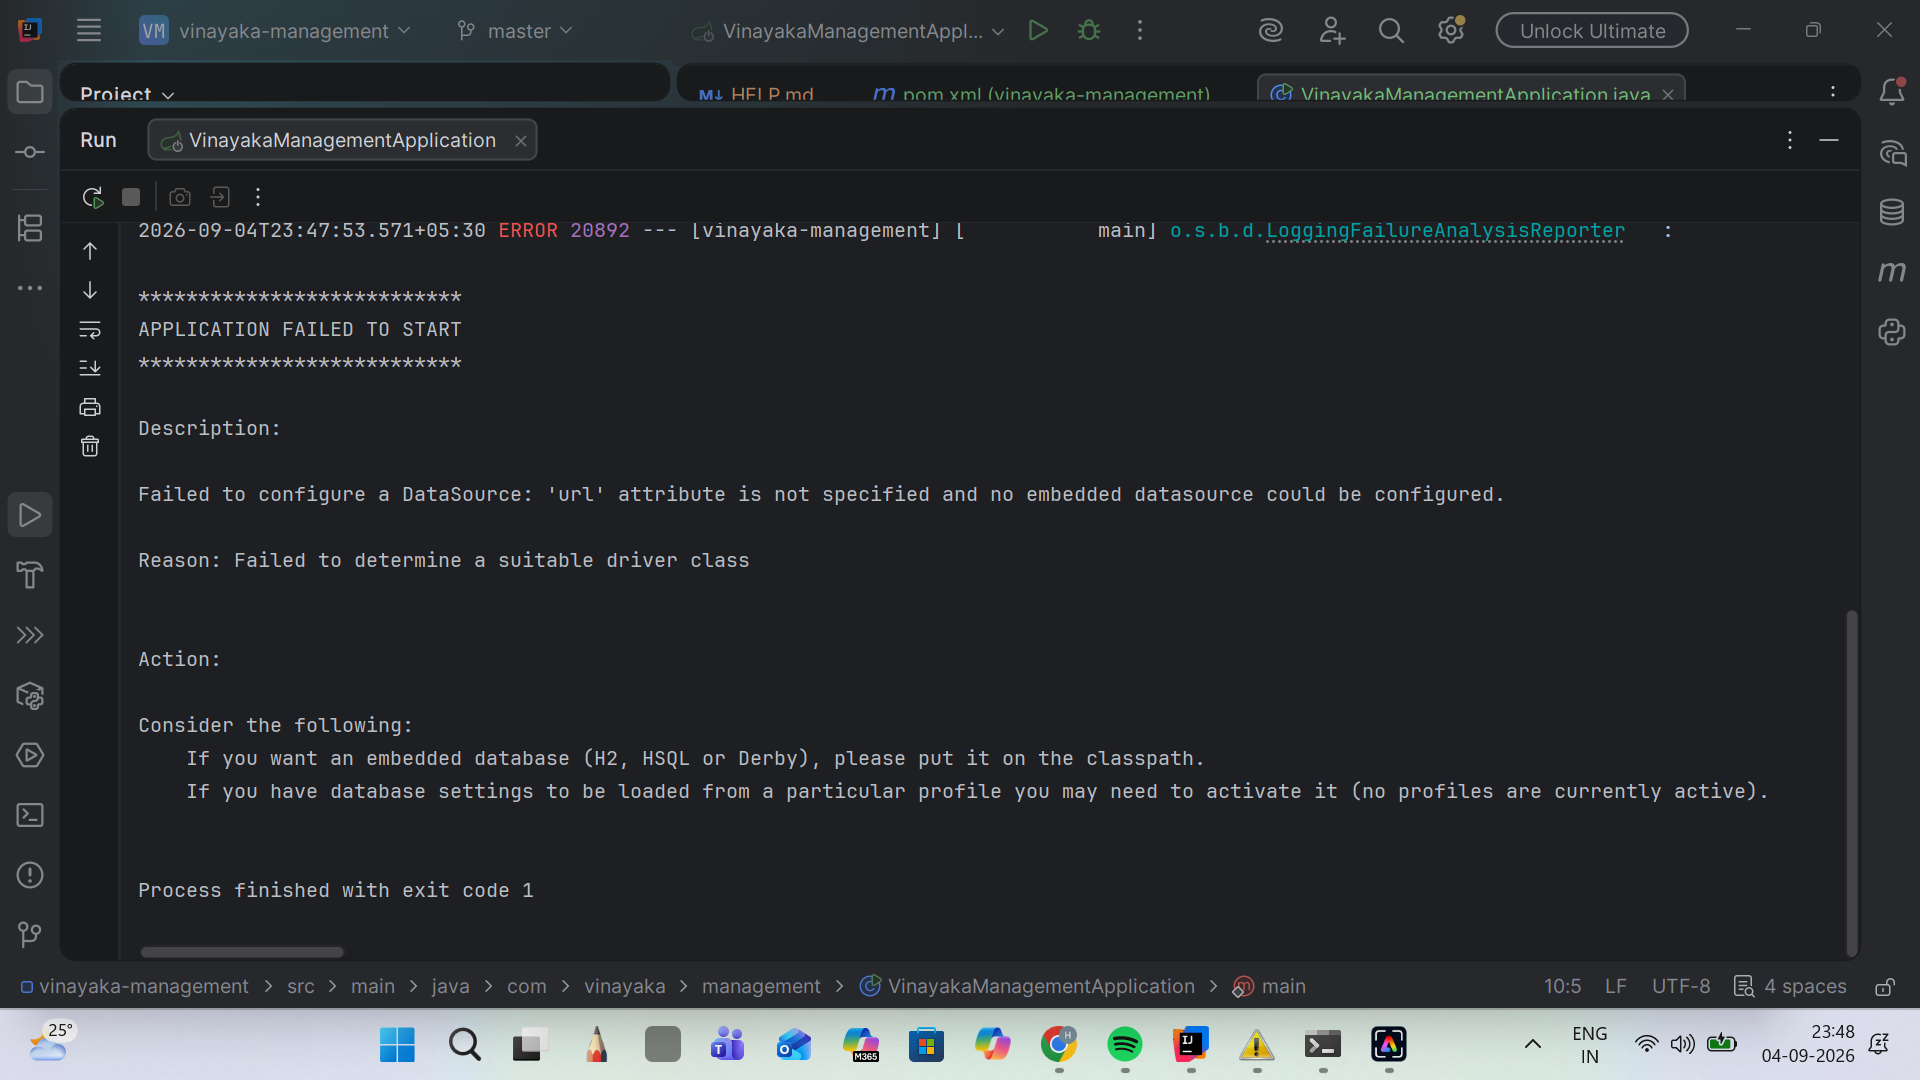 VM vinayaka-management master VinayakaManagementAppl... Unlock Ultimate
Project M↓ HELP.md m pom.xml (vinayaka-management) VinayakaManagementApplication.java
Run VinayakaManagementApplication
2026-09-04T23:47:53.571+05:30 ERROR 20892 --- [vinayaka-management] [           main] o.s.b.d.LoggingFailureAnalysisReporter   :
***************************
APPLICATION FAILED TO START
***************************
Description:
Failed to configure a DataSource: 'url' attribute is not specified and no embedded datasource could be configured.
Reason: Failed to determine a suitable driver class
Action:
Consider the following:
If you want an embedded database (H2, HSQL or Derby), please put it on the classpath.
If you have database settings to be loaded from a particular profile you may need to activate it (no profiles are currently active).
Process finished with exit code 1
vinayaka-management > src > main > java > com > vinayaka > management > VinayakaManagementApplication > main 10:5 LF UTF-8 4 spaces
25°
M365
ENG
IN
23:48
04-09-2026